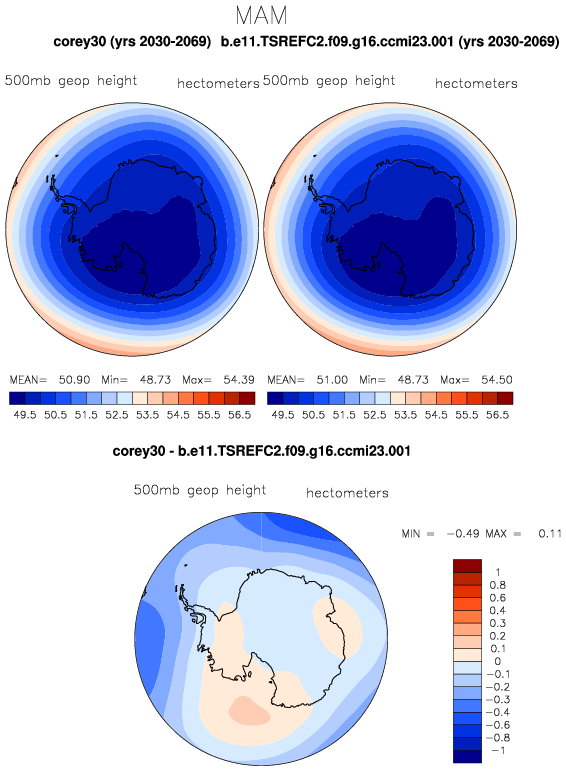 MAM
corey30 (yrs 2030-2069) b.e11.TSREFC2.f09.g16.ccmi23.001 (yrs 2030-2069)
500mb geop height hectometers 500mb geop height hectometers
MEAN= 50.90 Min= 48.73 Max= 54.39 MEAN= 51.00 Min= 48.73 Max= 54.50
49.5 50.5 51.5 52.5 53.5 54.5 55.5 56.5 49.5 50.5 51.5 52.5 53.5 54.5 55.5 56.5
corey30 - b.e11.TSREFC2.f09.g16.ccmi23.001
500mb geop height hectometers
MIN = -0.49 MAX = 0.11
1
0.8
0.6
0.4
0.3
0.2
0.1
0
-0.1
-0.2
-0.3
-0.4
-0.6
-0.8
-1